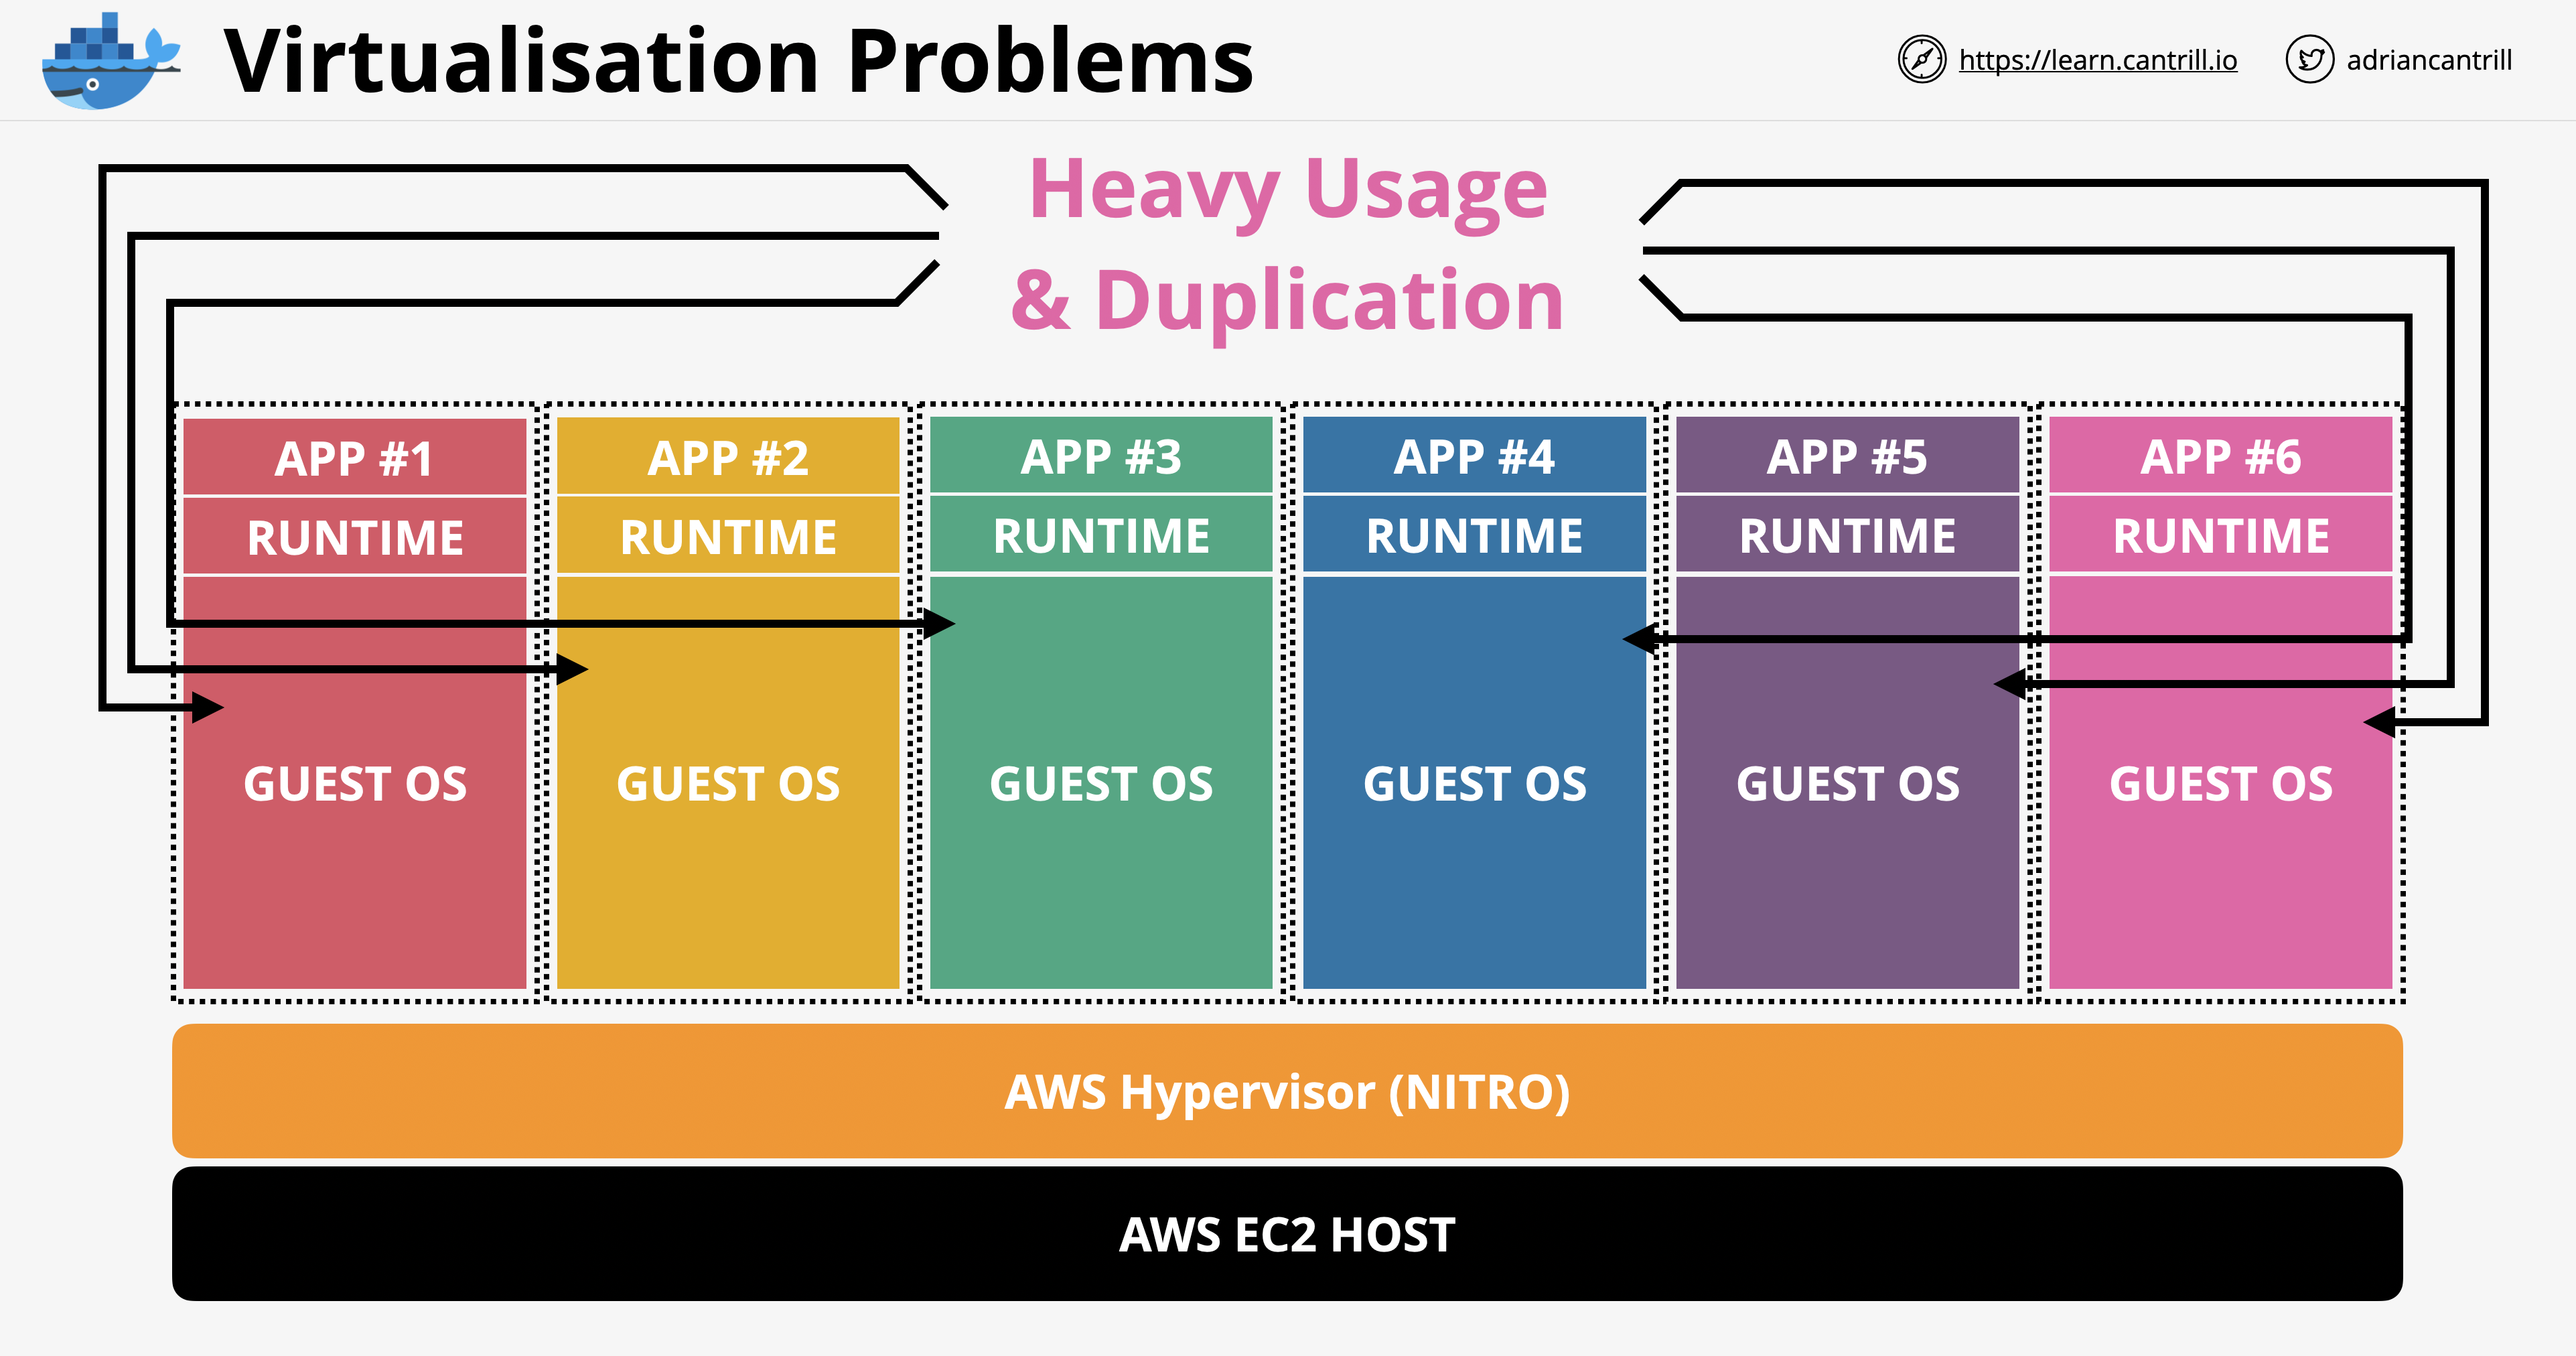 Virtualisation Problems
https://learn.cantrill.io
adriancantrill
Heavy Usage
& Duplication
APP #1
APP #2
APP #3
APP #4
APP #5
APP #6
RUNTIME
RUNTIME
RUNTIME
RUNTIME
RUNTIME
RUNTIME
GUEST OS
GUEST OS
GUEST OS
GUEST OS
GUEST OS
GUEST OS
AWS Hypervisor (NITRO)
AWS EC2 HOST